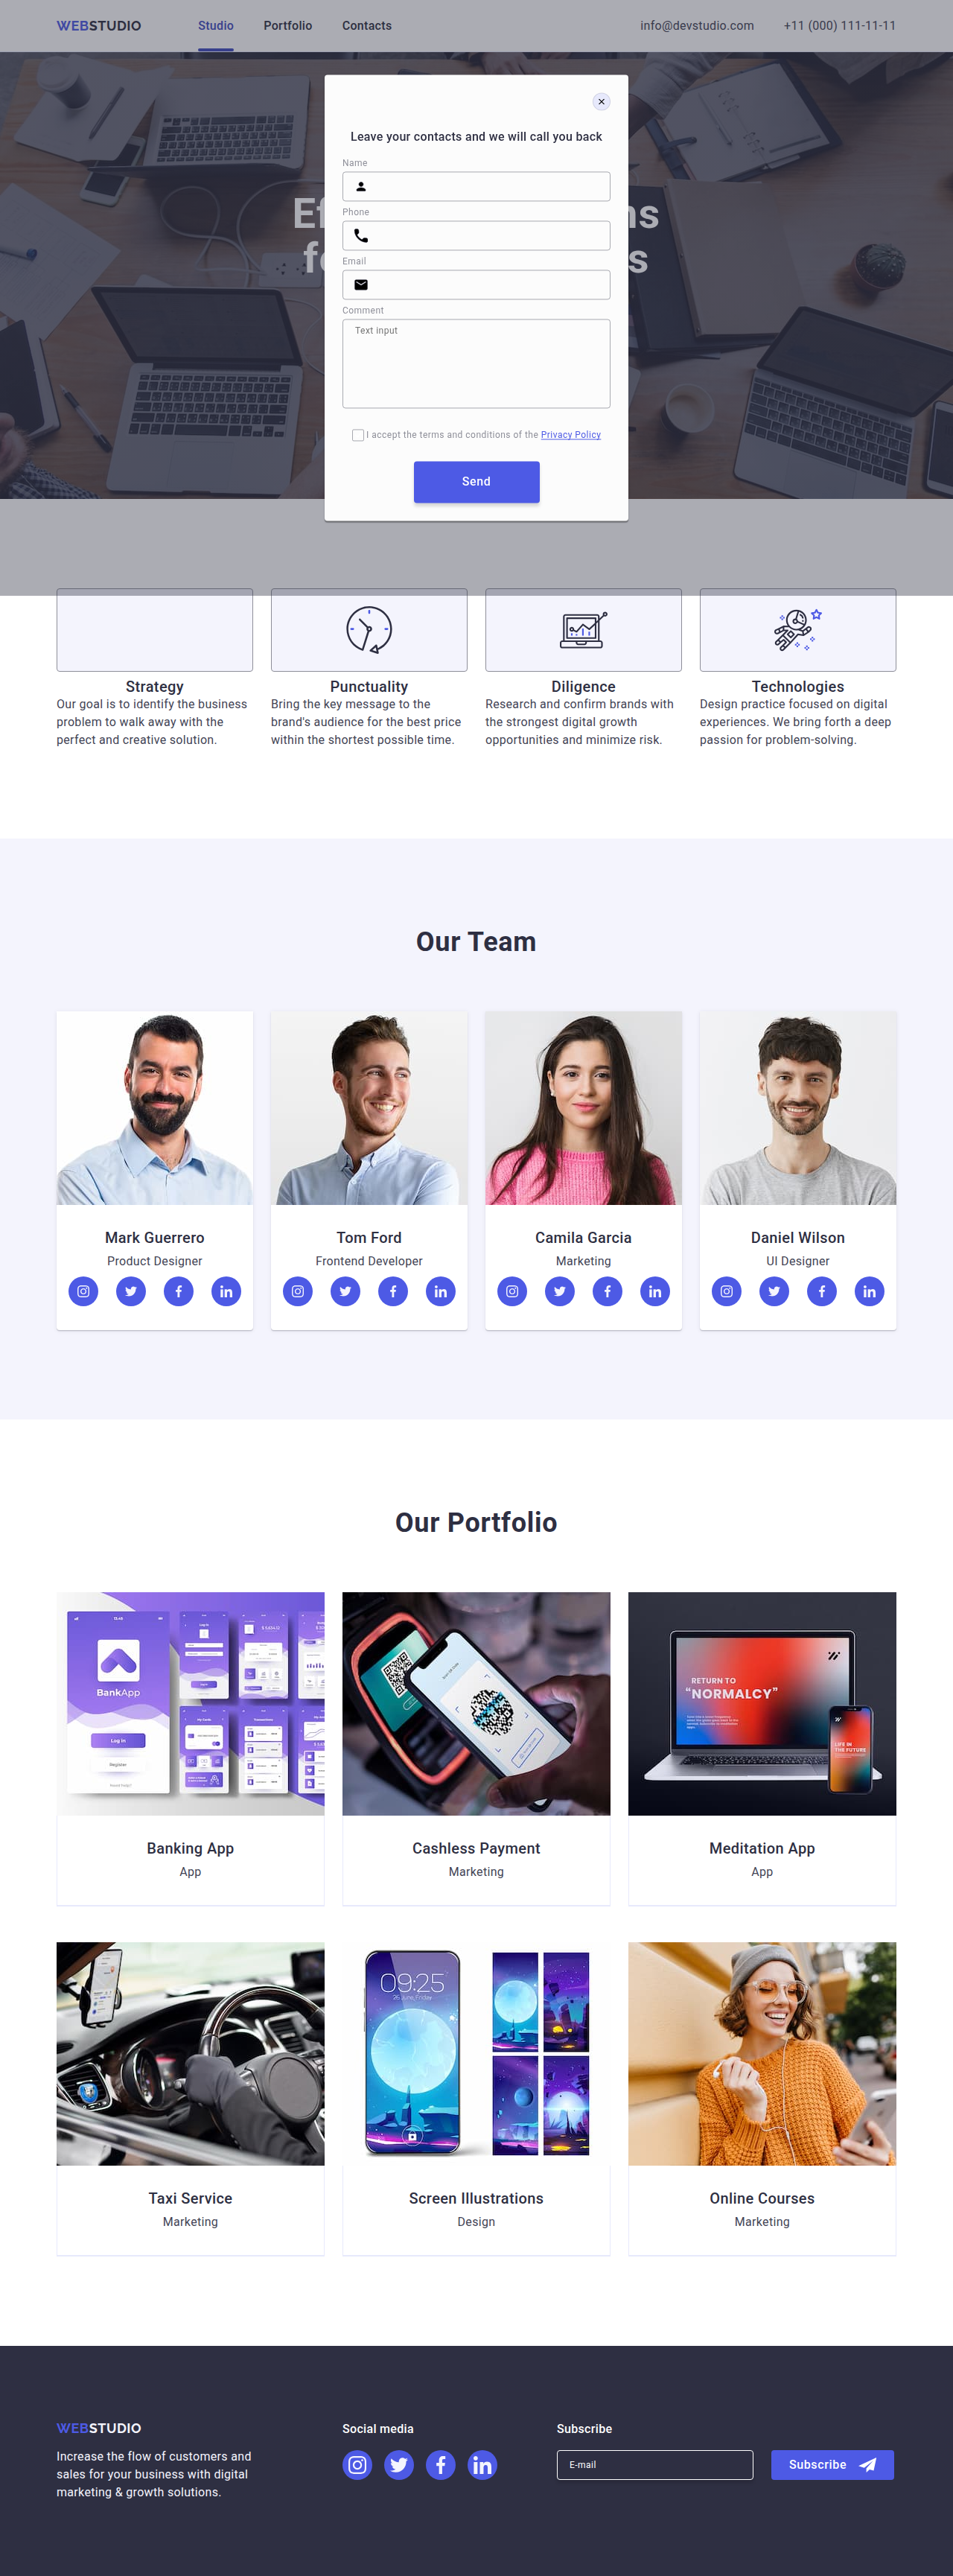 WEBSTUDIO
Studio
Portfolio
Contacts
info@devstudio.com
+11 (000) 111-11-11
Leave your contacts and we will call you back
Name
Phone
Email
Comment
Text input
I accept the terms and conditions of the Privacy Policy
Send
Strategy
Our goal is to identify the business
problem to walk away with the
perfect and creative solution.
Punctuality
Bring the key message to the
brand's audience for the best price
within the shortest possible time.
Diligence
Research and confirm brands with
the strongest digital growth
opportunities and minimize risk.
Technologies
Design practice focused on digital
experiences. We bring forth a deep
passion for problem-solving.
Our Team
Mark Guerrero
Product Designer
Tom Ford
Frontend Developer
Camila Garcia
Marketing
Daniel Wilson
UI Designer
Our Portfolio
BankApp
Log In
Register
RETURN TO
“NORMALCY”
LIFE IN
THE FUTURE
Banking App
App
Cashless Payment
Marketing
Meditation App
App
09:25
Taxi Service
Marketing
Screen Illustrations
Design
Online Courses
Marketing
WEBSTUDIO
Increase the flow of customers and
sales for your business with digital
marketing & growth solutions.
Social media
Subscribe
E-mail
Subscribe